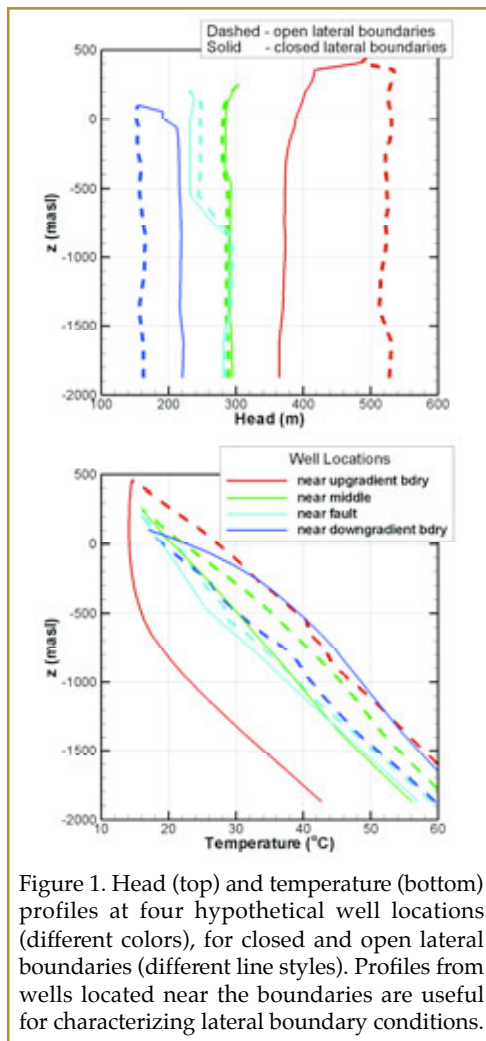 Dashed - open lateral boundaries
Solid - closed lateral boundaries
500
0
-500
-1000
-1500
-2000
z (masl)
100 200 300 400 500 600
Head (m)
Well Locations
near upgradient bdry
near middle
near fault
near downgradient bdry
500
0
-500
-1000
-1500
-2000
z (masl)
10 20 30 40 50 60
Temperature (°C)
Figure 1. Head (top) and temperature (bottom)
profiles at four hypothetical well locations
(different colors), for closed and open lateral
boundaries (different line styles). Profiles from
wells located near the boundaries are useful
for characterizing lateral boundary conditions.